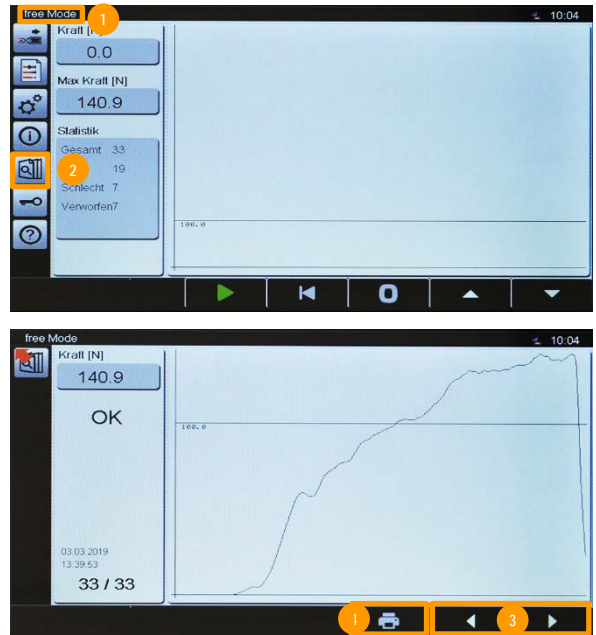 free Mode
1
10:04
Kraft [N]
0.0
Max Kraft [N]
140.9
Statistik
Gesamt 33
2
19
Schlecht 7
Verworfen7
100.0
free Mode
10:04
Kraft [N]
140.9
OK
100.0
03.03.2019
13:39:53
33 / 33
3